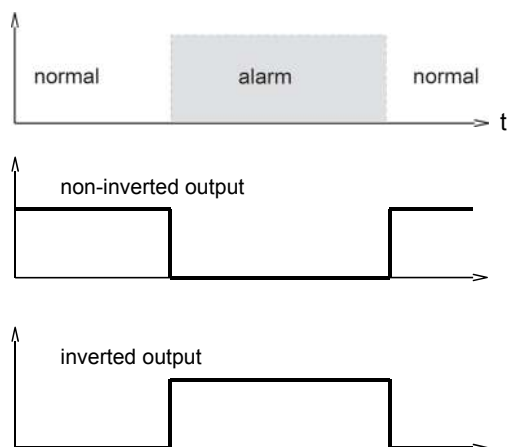 normal alarm normal
t
non-inverted output
inverted output